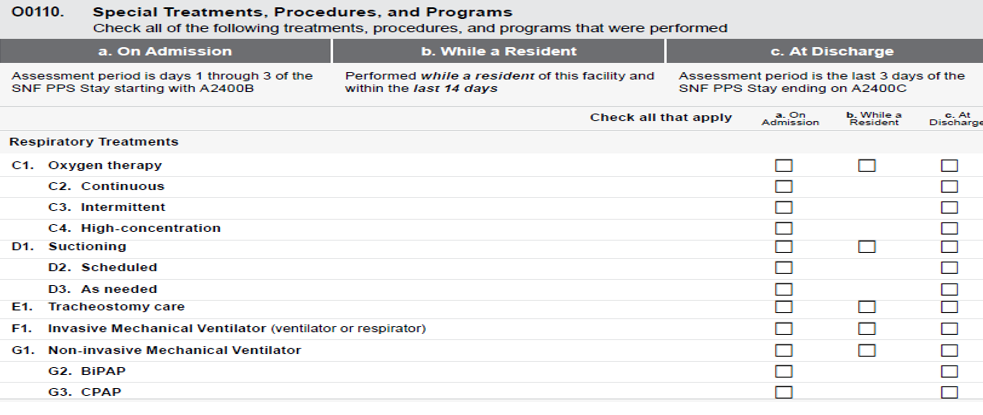 O0110. Special Treatments, Procedures, and Programs
Check all of the following treatments, procedures, and programs that were performed
a. On Admission
b. While a Resident
c. At Discharge
Assessment period is days 1 through 3 of the
SNF PPS Stay starting with A2400B
Performed while a resident of this facility and
within the last 14 days
Assessment period is the last 3 days of the
SNF PPS Stay ending on A2400C
Check all that apply
a. On
Admission
b. While a
Resident
c. At
Discharge
Respiratory Treatments
C1. Oxygen therapy
C2. Continuous
C3. Intermittent
C4. High-concentration
D1. Suctioning
D2. Scheduled
D3. As needed
E1. Tracheostomy care
F1. Invasive Mechanical Ventilator (ventilator or respirator)
G1. Non-invasive Mechanical Ventilator
G2. BiPAP
G3. CPAP